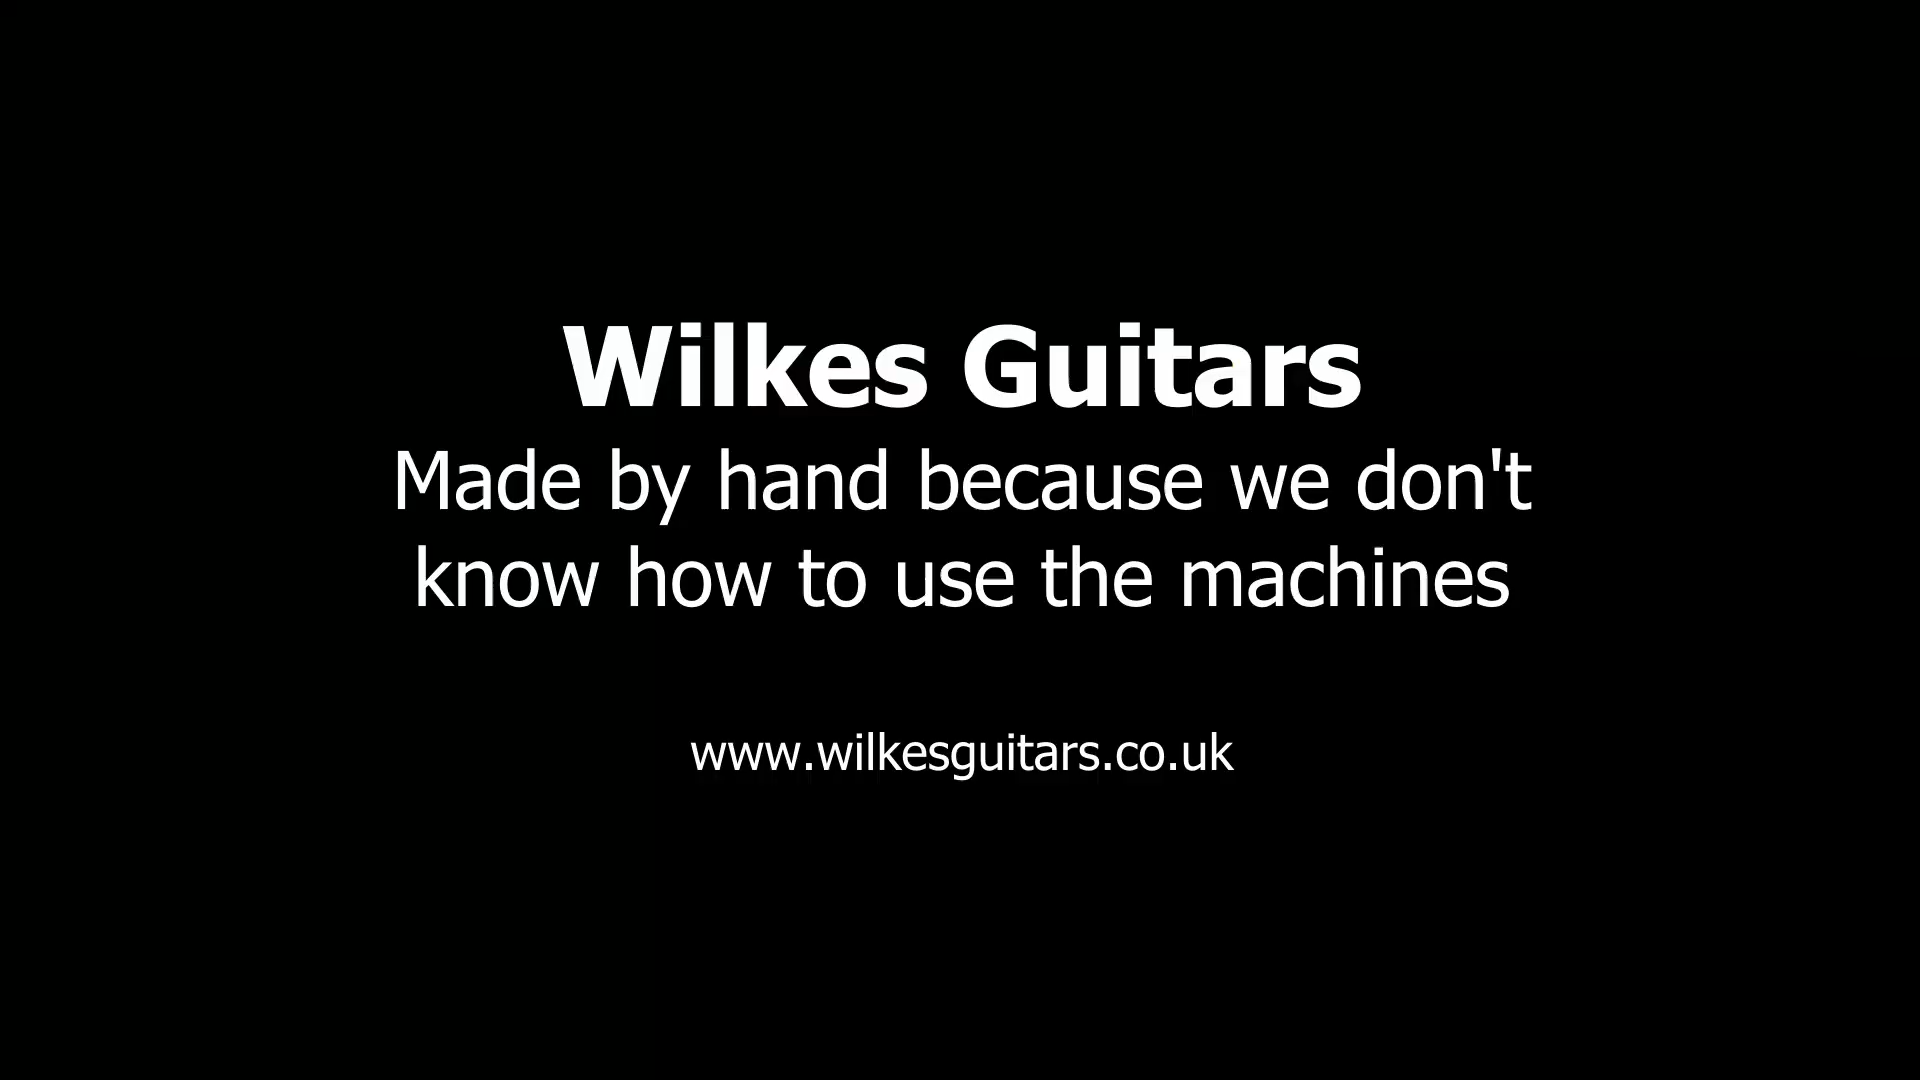 Wilkes Guitars
Made by hand because we don't
know how to use the machines
www.wilkesguitars.co.uk